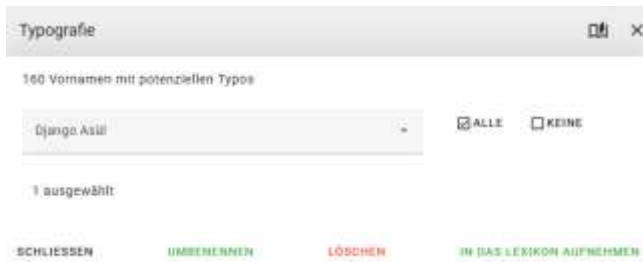 Typografie
160 Vornamen mit potenziellen Typos
Django Asül
ALLE KEINE
1 ausgewählt
SCHLIESSEN UMBENENNEN LÖSCHEN IN DAS LEXIKON AUFNEHMEN